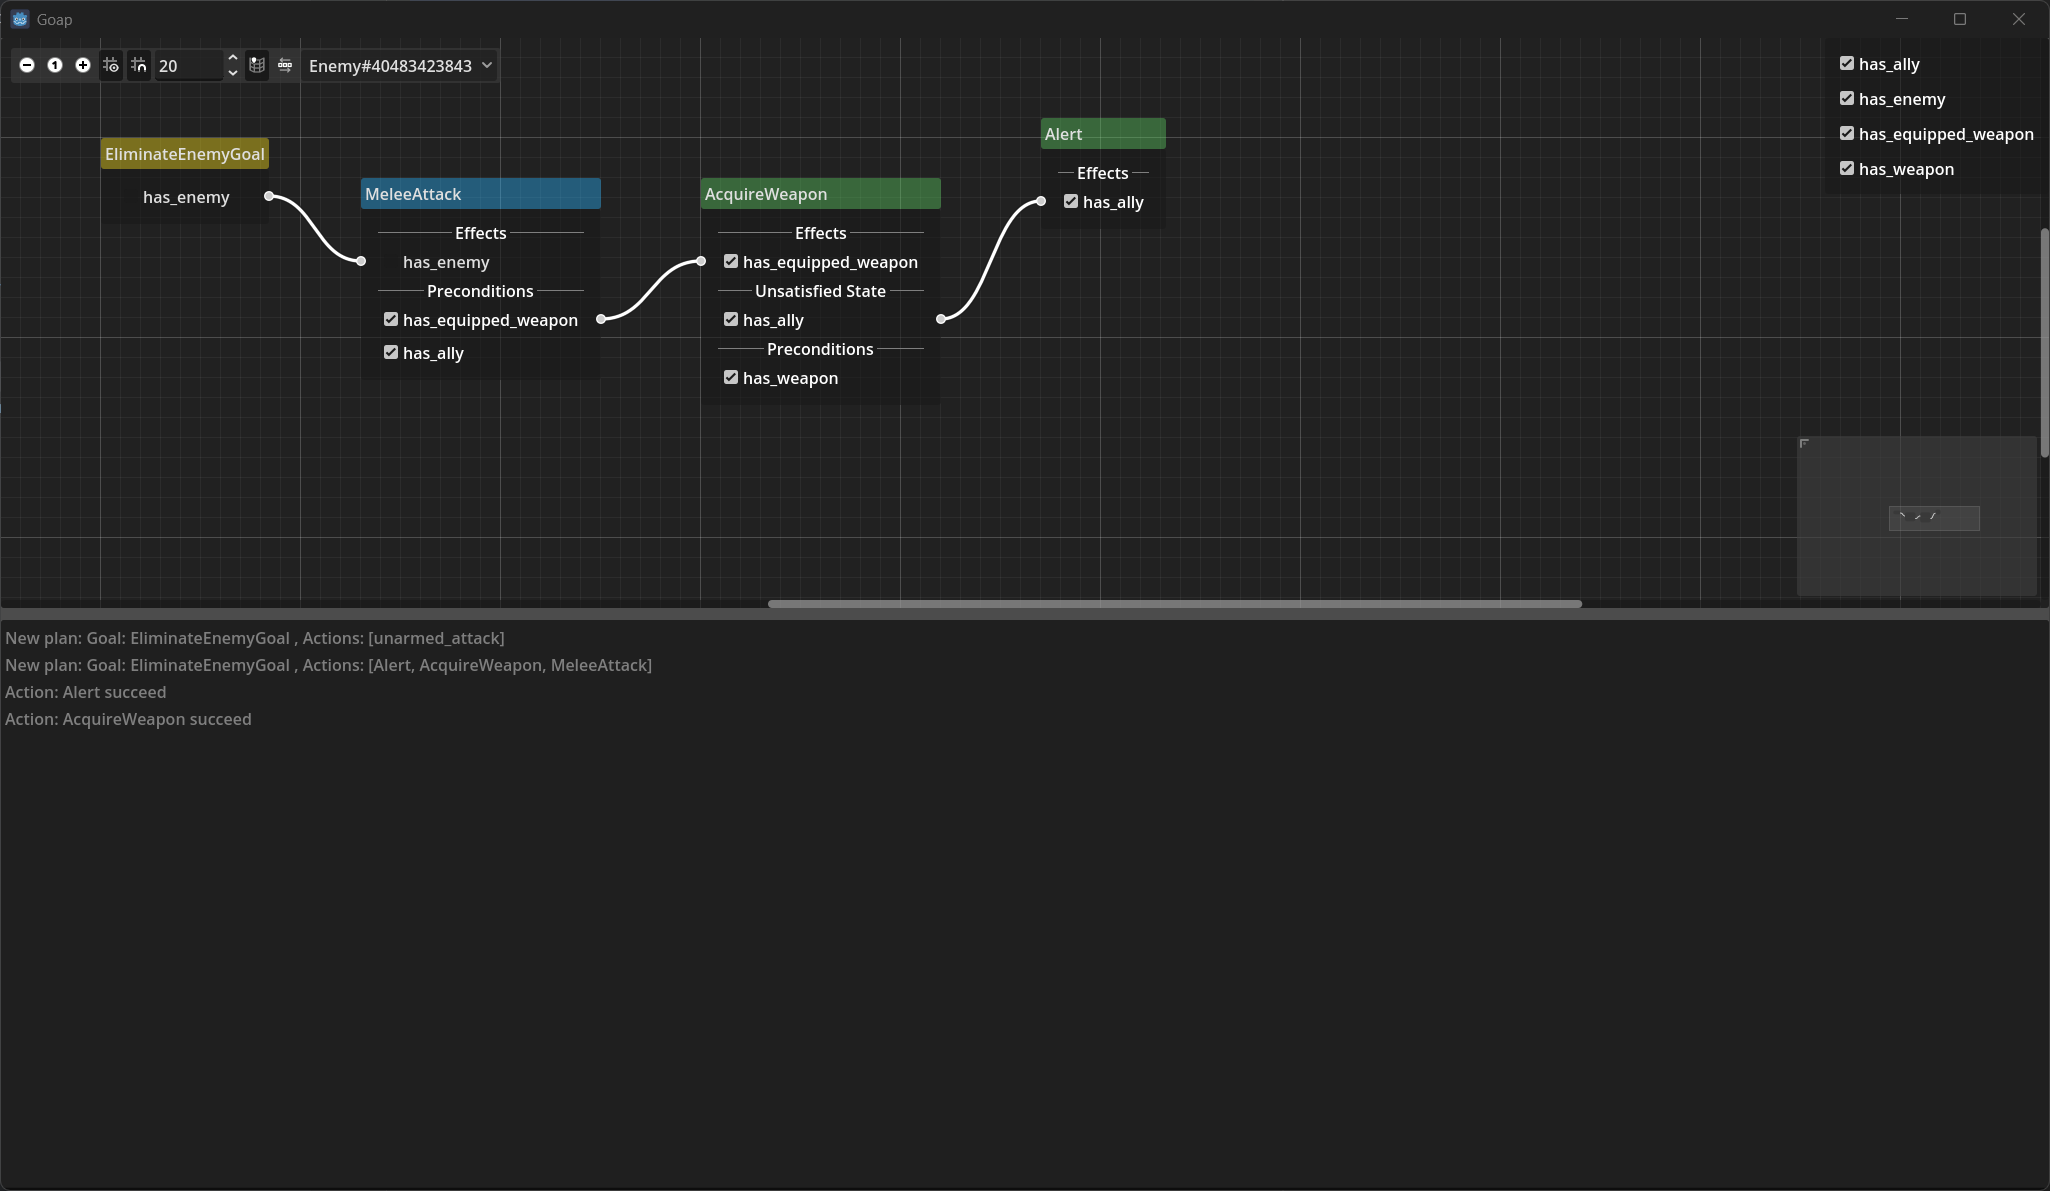 Goap
20
Enemy#40483423843
has_ally
has_enemy
has_equipped_weapon
has_weapon
EliminateEnemyGoal
has_enemy
MeleeAttack
Effects
has_enemy
Preconditions
has_equipped_weapon
has_ally
AcquireWeapon
Effects
has_equipped_weapon
Unsatisfied State
has_ally
Preconditions
has_weapon
Alert
Effects
has_ally
New plan: Goal: EliminateEnemyGoal , Actions: [unarmed_attack]
New plan: Goal: EliminateEnemyGoal , Actions: [Alert, AcquireWeapon, MeleeAttack]
Action: Alert succeed
Action: AcquireWeapon succeed